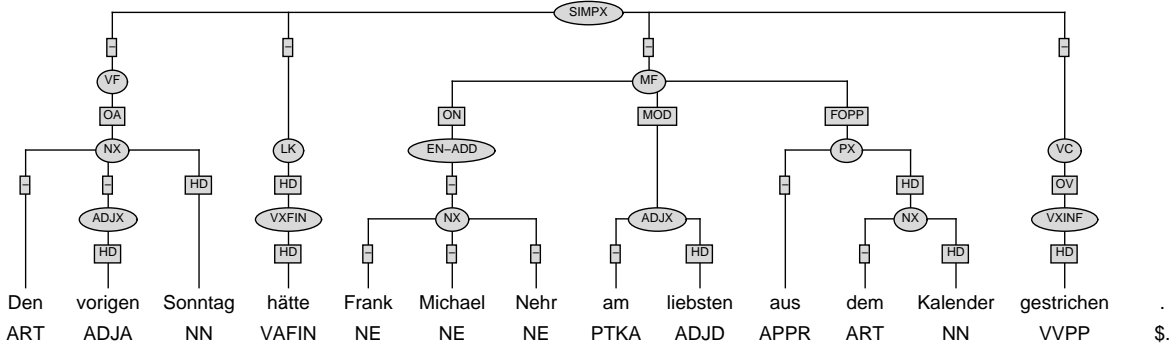 SIMPX
– – – –
VF MF
OA ON MOD FOPP
NX LK EN–ADD PX VC
– – HD HD – – HD OV
ADJX VXFIN NX ADJX NX VXINF
HD HD – – – – HD – HD HD
Den vorigen Sonntag hätte Frank Michael Nehr am liebsten aus dem Kalender gestrichen .
ART ADJA NN VAFIN NE NE NE PTKA ADJD APPR ART NN VVPP $.